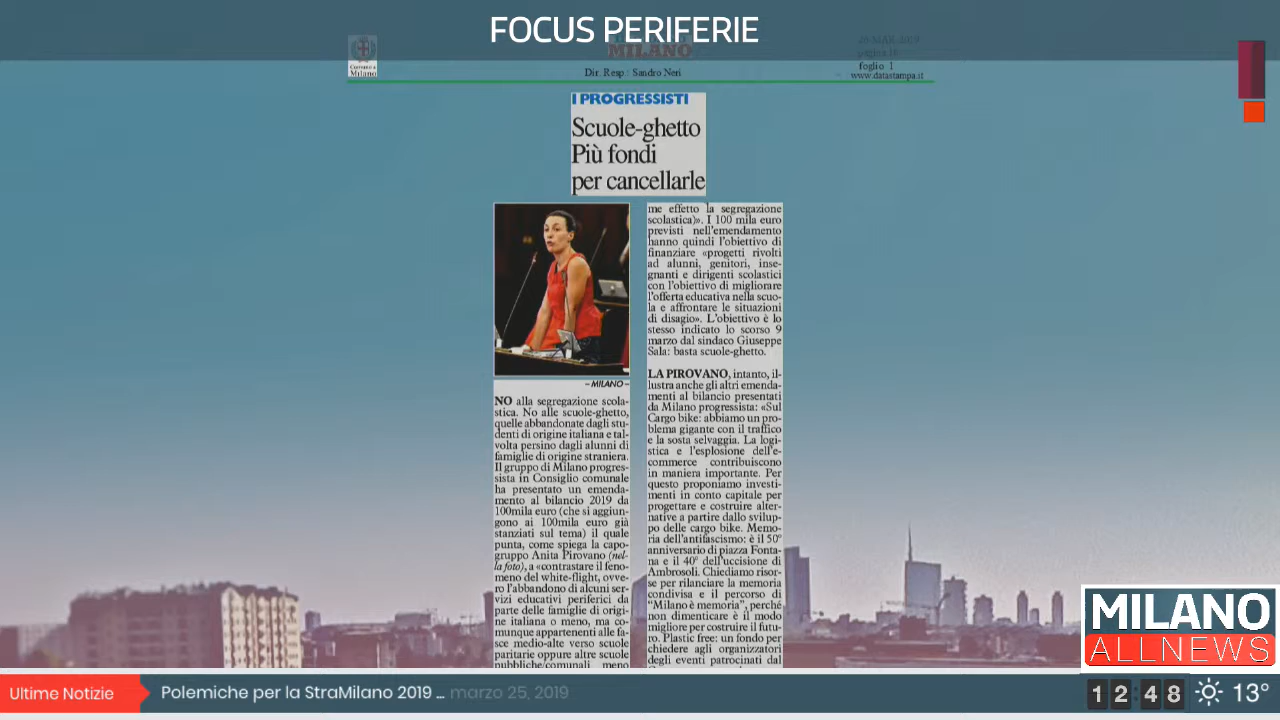 FOCUS PERIFERIE
Comune di
Milano
MILANO
Dir. Resp.: Sandro Neri
26-MAR-2019
pagina 18
foglio 1
www.datastampa.it
I PROGRESSISTI
Scuole-ghetto
Più fondi
per cancellarle
– MILANO –
NO alla segregazione scola-
stica. No alle scuole-ghetto,
quelle abbandonate dagli stu-
denti di origine italiana e tal-
volta persino dagli alunni di
famiglie di origine straniera.
Il gruppo di Milano progres-
sista in Consiglio comunale
ha presentato un emenda-
mento al bilancio 2019 da
100mila euro (che si aggiun-
gono ai 100mila euro già
stanziati sul tema) il quale
punta, come spiega la capo-
gruppo Anita Pirovano (nel-
la foto), a «contrastare il feno-
meno del white-flight, ovve-
ro l'abbandono di alcuni ser-
vizi educativi periferici da
parte delle famiglie di origi-
ne italiana o meno, ma co-
munque appartenenti alle fa-
sce medio-alte verso scuole
paritarie oppure altre scuole
pubbliche/comunali meno
me effetto la segregazione
scolastica)». I 100 mila euro
previsti nell'emendamento
hanno quindi l'obiettivo di
finanziare «progetti rivolti
ad alunni, genitori, inse-
gnanti e dirigenti scolastici
con l'obiettivo di migliorare
l'offerta educativa nella scuo-
la e affrontare le situazioni
di disagio». L'obiettivo è lo
stesso indicato lo scorso 9
marzo dal sindaco Giuseppe
Sala: basta scuole-ghetto.
LA PIROVANO, intanto, il-
lustra anche gli altri emenda-
menti al bilancio presentati
da Milano progressista: «Sul
Cargo bike: abbiamo un pro-
blema gigante con il traffico
e la sosta selvaggia. La logi-
stica e l'esplosione dell'e-
commerce contribuiscono
in maniera importante. Per
questo proponiamo investi-
menti in conto capitale per
progettare e costruire alter-
native a partire dallo svilup-
po delle cargo bike. Memo-
ria dell'antifascismo: è il 50°
anniversario di piazza Fonta-
na e il 40° dell'uccisione di
Ambrosoli. Chiediamo risor-
se per rilanciare la memoria
condivisa e il percorso di
"Milano è memoria", perché
non dimenticare è il modo
migliore per costruire il futu-
ro. Plastic free: un fondo per
chiedere agli organizzatori
degli eventi patrocinati dal
MILANO
ALLNEWS
Ultime Notizie
Polemiche per la StraMilano 2019 ... marzo 25, 2019
12:48 13°